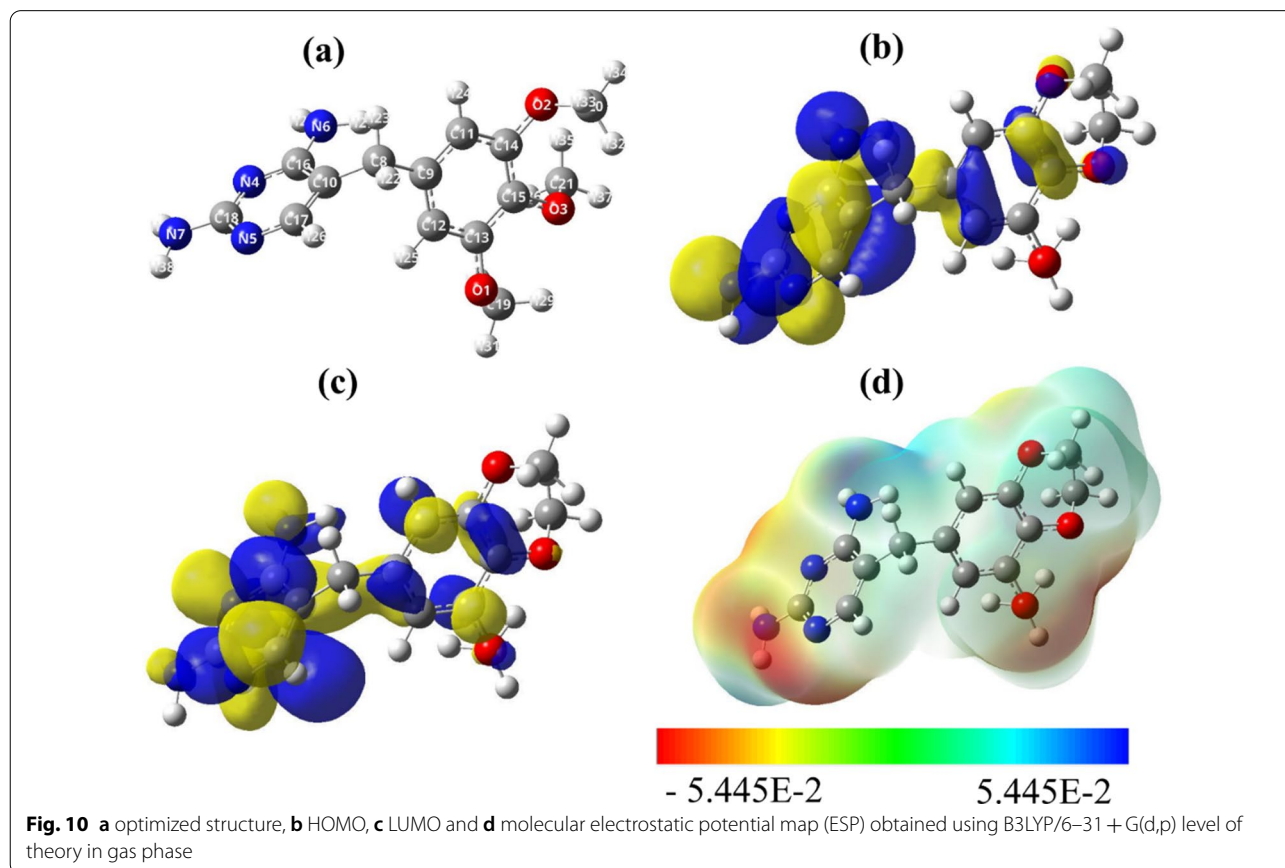 (a)
(b)
N6
O2
C11
C14
C16
C8
C10
C9
N4
C15
C21
O3
C18
C17
C12
N7
N5
C13
O1
C19
(c)
(d)
- 5.445E-2 5.445E-2
Fig. 10 a optimized structure, b HOMO, c LUMO and d molecular electrostatic potential map (ESP) obtained using B3LYP/6–31 + G(d,p) level of
theory in gas phase